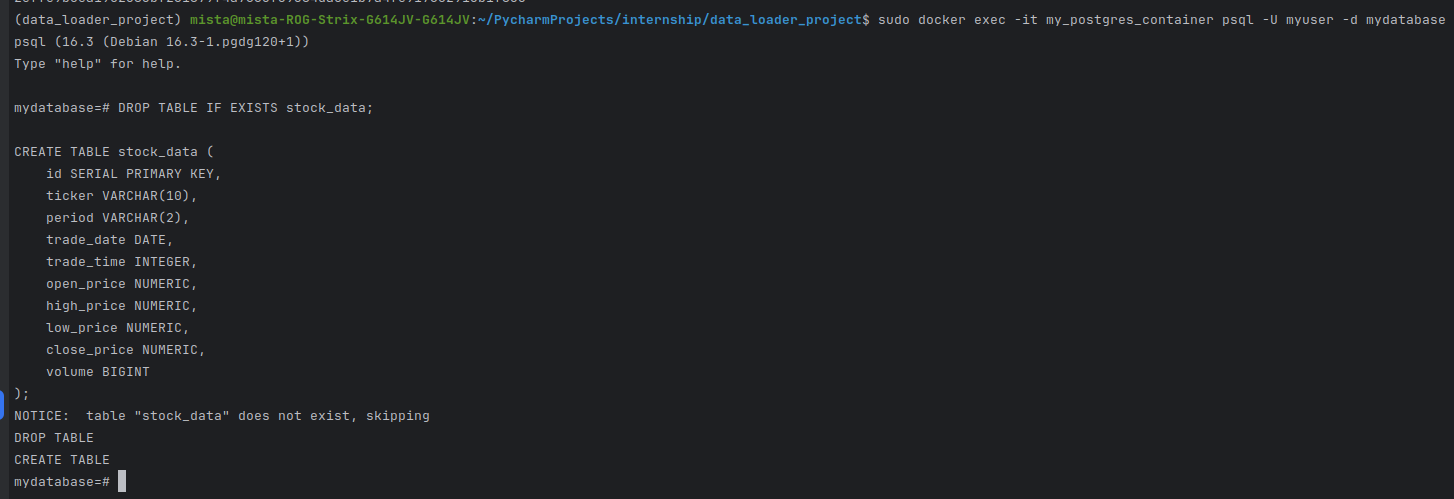 (data_loader_project) mista@mista-ROG-Strix-G614JV-G614JV:~/PycharmProjects/internship/data_loader_project$ sudo docker exec -it my_postgres_container psql -U myuser -d mydatabase
psql (16.3 (Debian 16.3-1.pgdg120+1))
Type "help" for help.

mydatabase=# DROP TABLE IF EXISTS stock_data;

CREATE TABLE stock_data (
    id SERIAL PRIMARY KEY,
    ticker VARCHAR(10),
    period VARCHAR(2),
    trade_date DATE,
    trade_time INTEGER,
    open_price NUMERIC,
    high_price NUMERIC,
    low_price NUMERIC,
    close_price NUMERIC,
    volume BIGINT
);
NOTICE:  table "stock_data" does not exist, skipping
DROP TABLE
CREATE TABLE
mydatabase=#